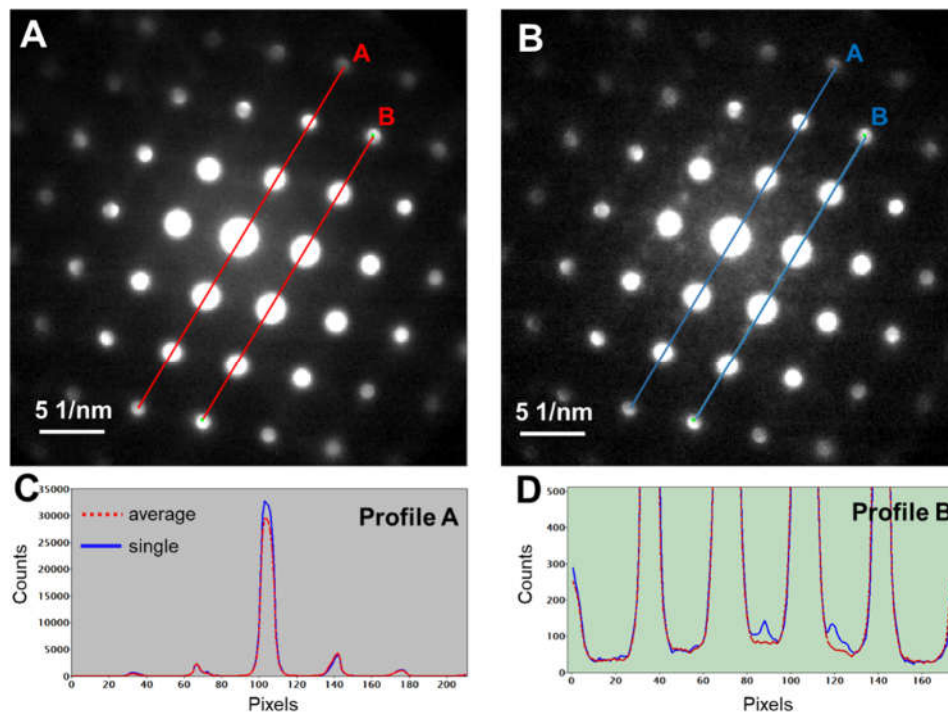 A
A
B
5 1/nm
B
A
B
5 1/nm
C
35000
30000
25000
20000
15000
10000
5000
0
Counts
average
single
Profile A
0 20 40 60 80 100 120 140 160 180 200
Pixels
D
500
400
300
200
100
0
Counts
Profile B
0 20 40 60 80 100 120 140 160
Pixels